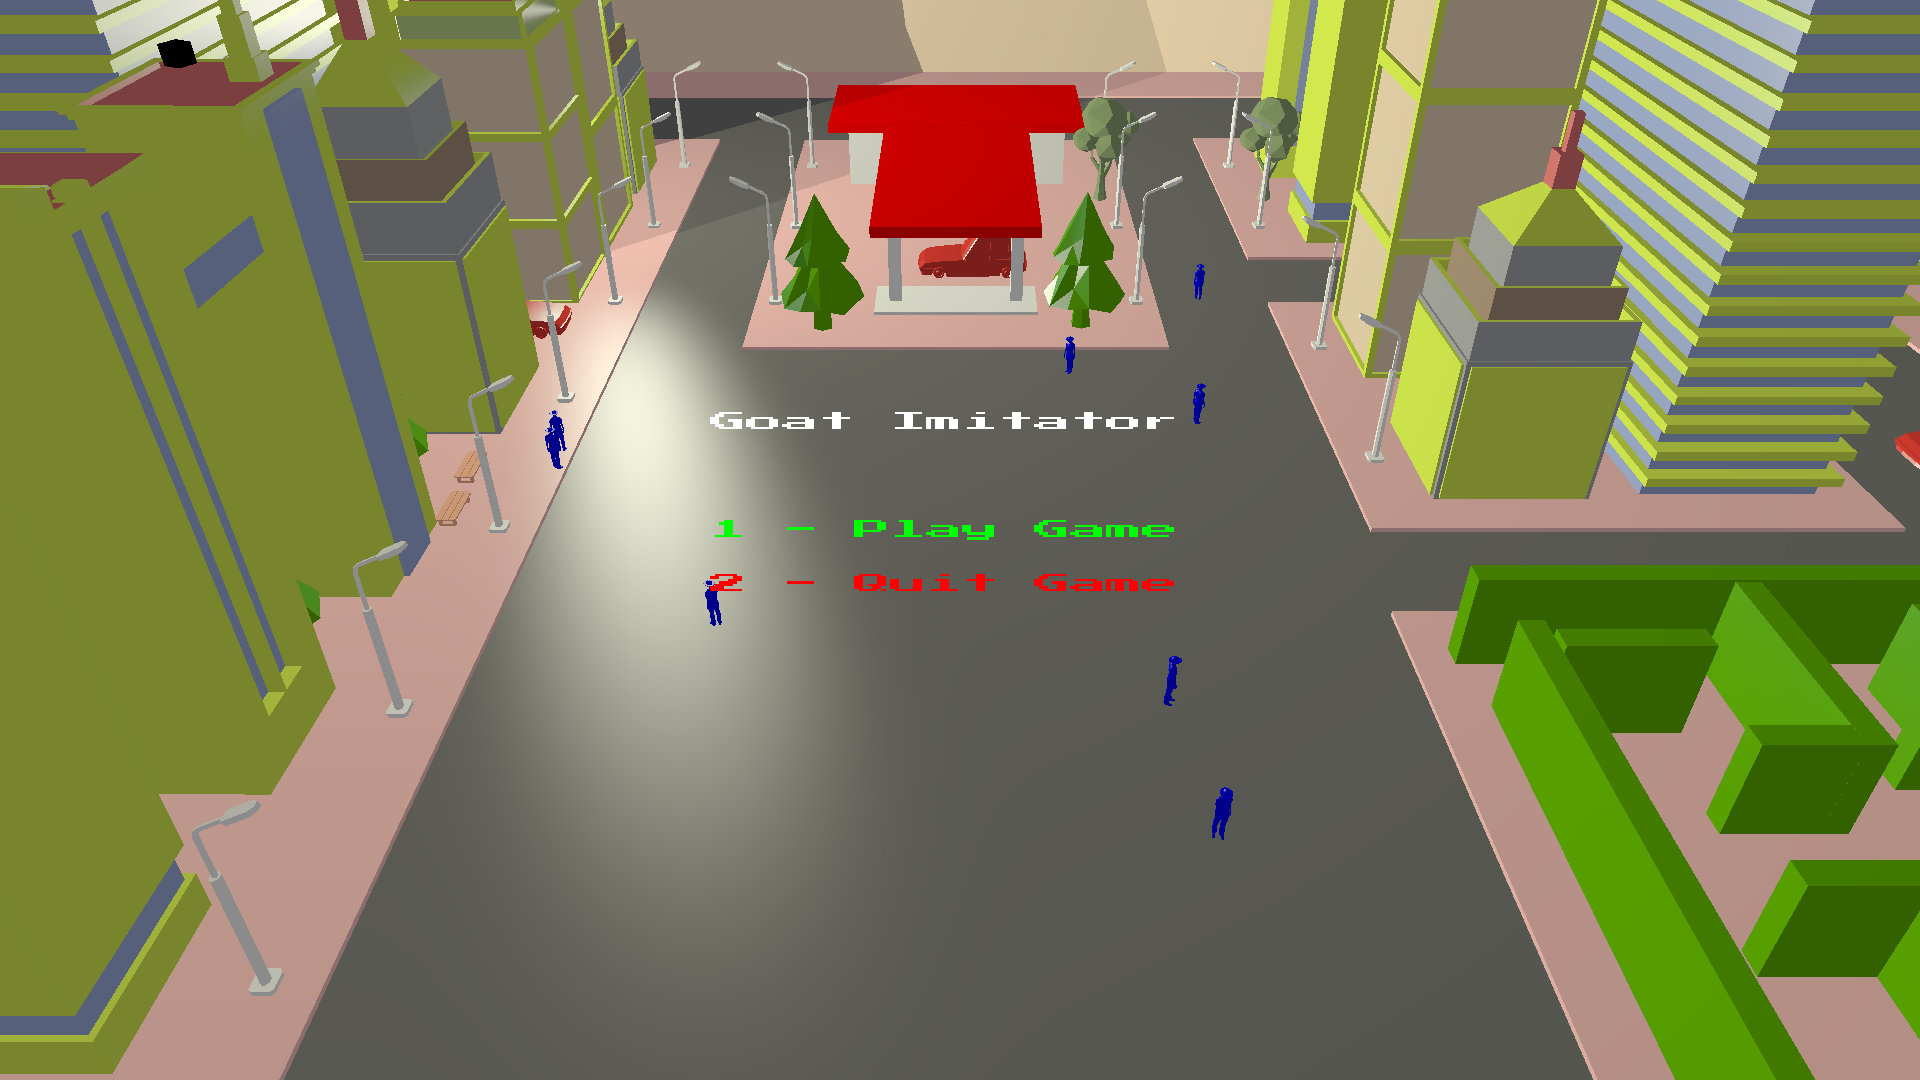 Goat Imitator
1 - Play Game
2 - Quit Game